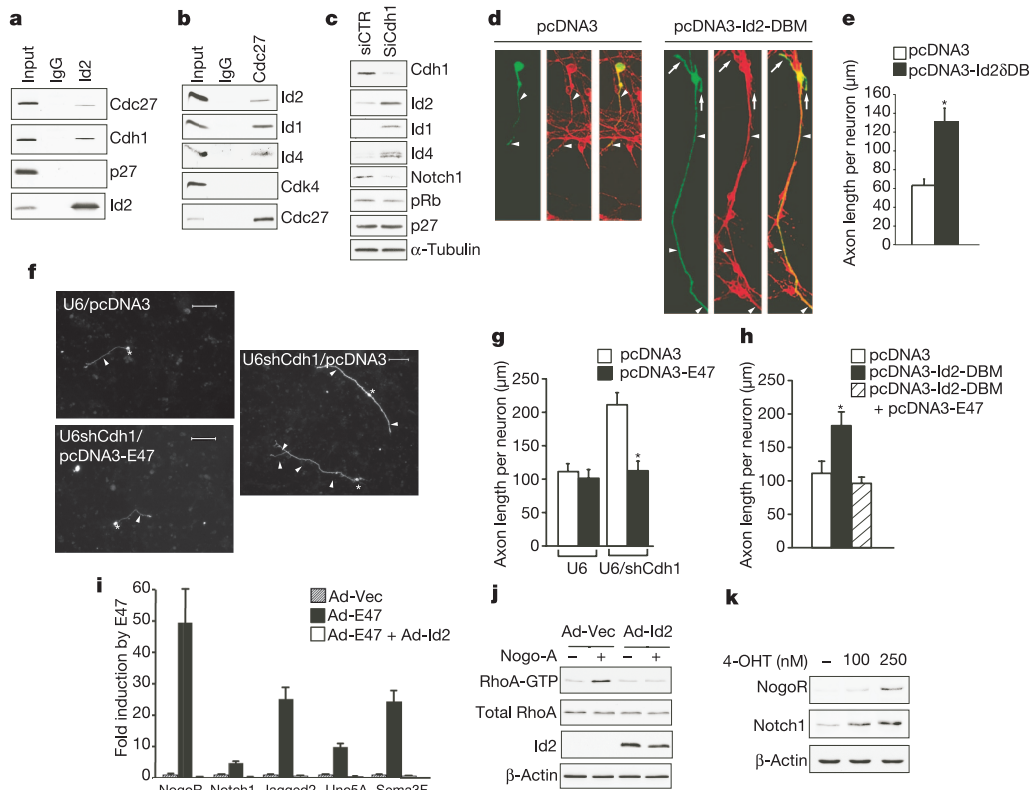 a
Input
IgG
Id2
Cdc27
Cdh1
p27
Id2
b
Input
IgG
Cdc27
Id2
Id1
Id4
Cdk4
Cdc27
c
siCTR
SiCdh1
Cdh1
Id2
Id1
Id4
Notch1
pRb
p27
α-Tubulin
d
pcDNA3
pcDNA3-Id2-DBM
e
pcDNA3
pcDNA3-Id2δDB
Axon length per neuron (µm)
160
140
120
100
80
60
40
20
0
*
f
U6/pcDNA3
*
U6shCdh1/
pcDNA3-E47
*
U6shCdh1/pcDNA3
*
*
g
pcDNA3
pcDNA3-E47
Axon length per neuron (µm)
250
200
150
100
50
0
*
U6
U6/shCdh1
h
pcDNA3
pcDNA3-Id2-DBM
pcDNA3-Id2-DBM
+ pcDNA3-E47
Axon length per neuron (µm)
200
150
100
50
0
*
i
Ad-Vec
Ad-E47
Ad-E47 + Ad-Id2
Fold induction by E47
60
50
40
30
20
10
0
NogoR
Notch1
Jagged2
Unc5A
Sema3F
j
Ad-Vec Ad-Id2
Nogo-A – + – +
RhoA-GTP
Total RhoA
Id2
β-Actin
k
4-OHT (nM) – 100 250
NogoR
Notch1
β-Actin